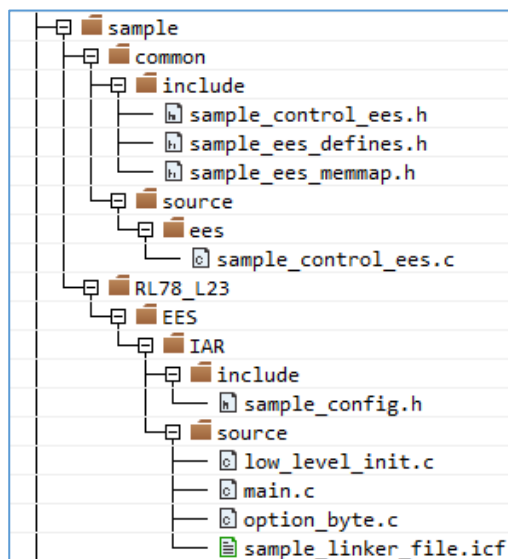 sample
common
include
sample_control_ees.h
sample_ees_defines.h
sample_ees_memmap.h
source
ees
sample_control_ees.c
RL78_L23
EES
IAR
include
sample_config.h
source
low_level_init.c
main.c
option_byte.c
sample_linker_file.icf